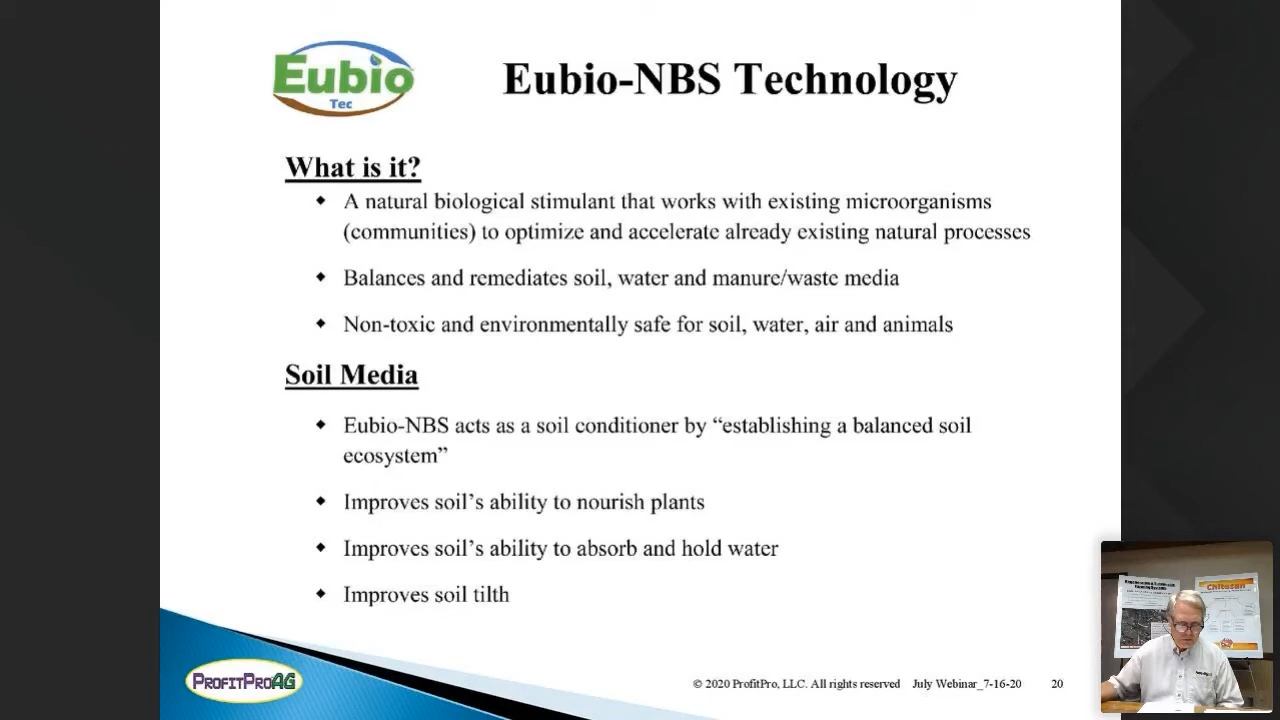 Eubio
Tec
Eubio-NBS Technology
What is it?
◆ A natural biological stimulant that works with existing microorganisms
(communities) to optimize and accelerate already existing natural processes
◆ Balances and remediates soil, water and manure/waste media
◆ Non-toxic and environmentally safe for soil, water, air and animals
Soil Media
◆ Eubio-NBS acts as a soil conditioner by “establishing a balanced soil
ecosystem”
◆ Improves soil’s ability to nourish plants
◆ Improves soil’s ability to absorb and hold water
◆ Improves soil tilth
PROFITPROAG
© 2020 ProfitPro, LLC. All rights reserved July Webinar_7-16-20 20
Chitosan